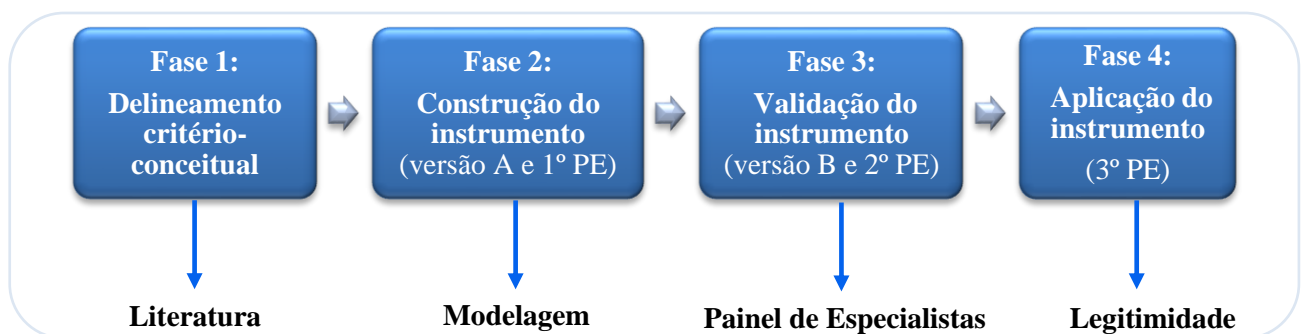 Fase 1:
Delineamento
critério-
conceitual
Fase 2:
Construção do
instrumento
(versão A e 1º PE)
Fase 3:
Validação do
instrumento
(versão B e 2º PE)
Fase 4:
Aplicação do
instrumento
(3º PE)
Literatura
Modelagem
Painel de Especialistas
Legitimidade